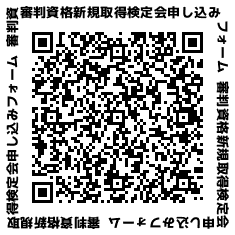 審判資格新規取得検定会申し込み
フォーム 審判資格新規取得検定会
申し込みフォーム 審判資格新規取
得検定会申し込みフォーム 審判資